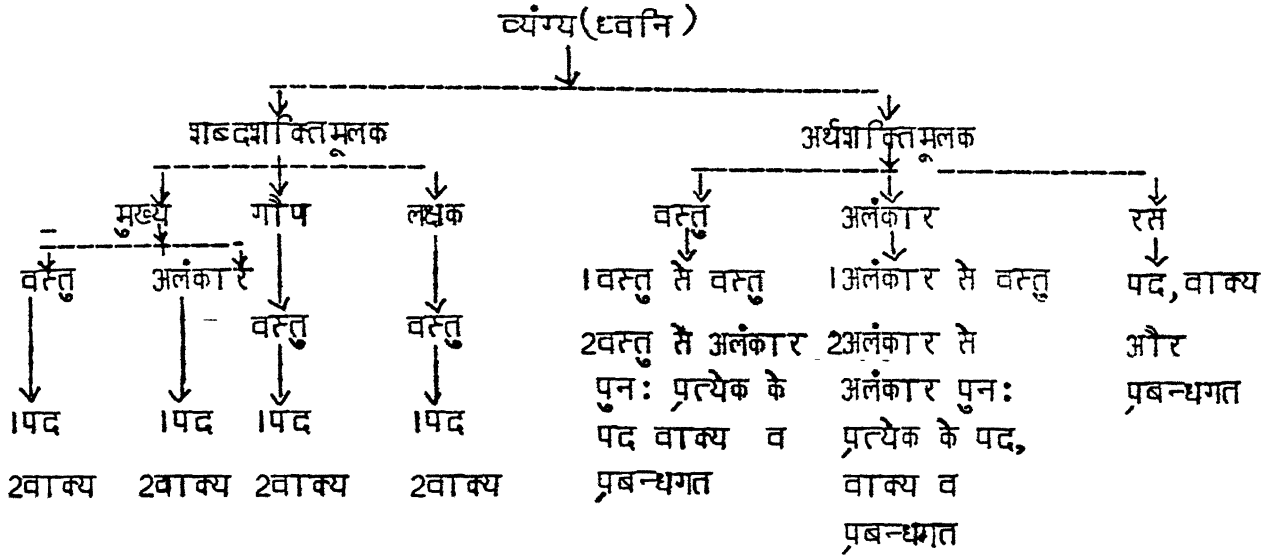 व्यंग्य(ध्वनि)
शब्दशक्तिमूलक अर्थशक्तिमूलक
मुख्य गौण लक्षक वस्तु अलंकार रस
वस्तु अलंकार 1वस्तु से वस्तु 1अलंकार से वस्तु पद,वाक्य
वस्तु वस्तु 2वस्तु से अलंकार 2अलंकार से और
पुनः प्रत्येक के अलंकार पुनः प्रबन्धगत
1पद 1पद 1पद 1पद पद वाक्य व प्रत्येक के पद,
2वाक्य 2वाक्य 2वाक्य 2वाक्य प्रबन्धगत वाक्य व
प्रबन्धगत